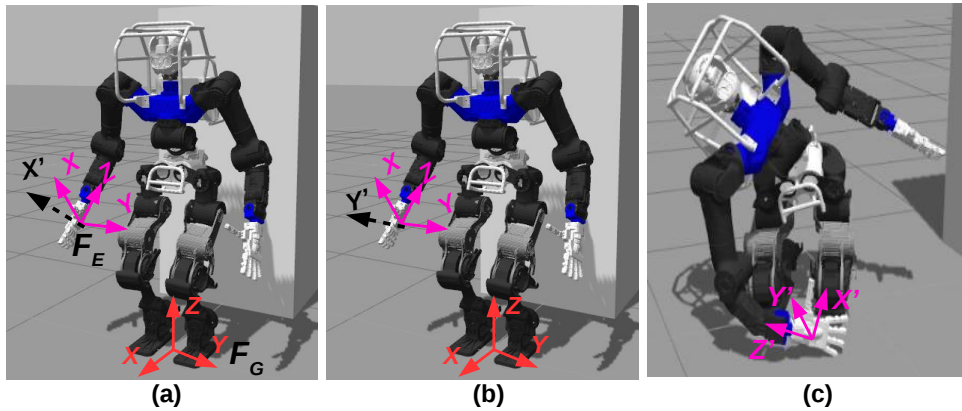 X' X Z Y
F_E
Z
X Y F_G
Y' X Z Y
Z
X Y
Y' X'
Z'
(a) (b) (c)